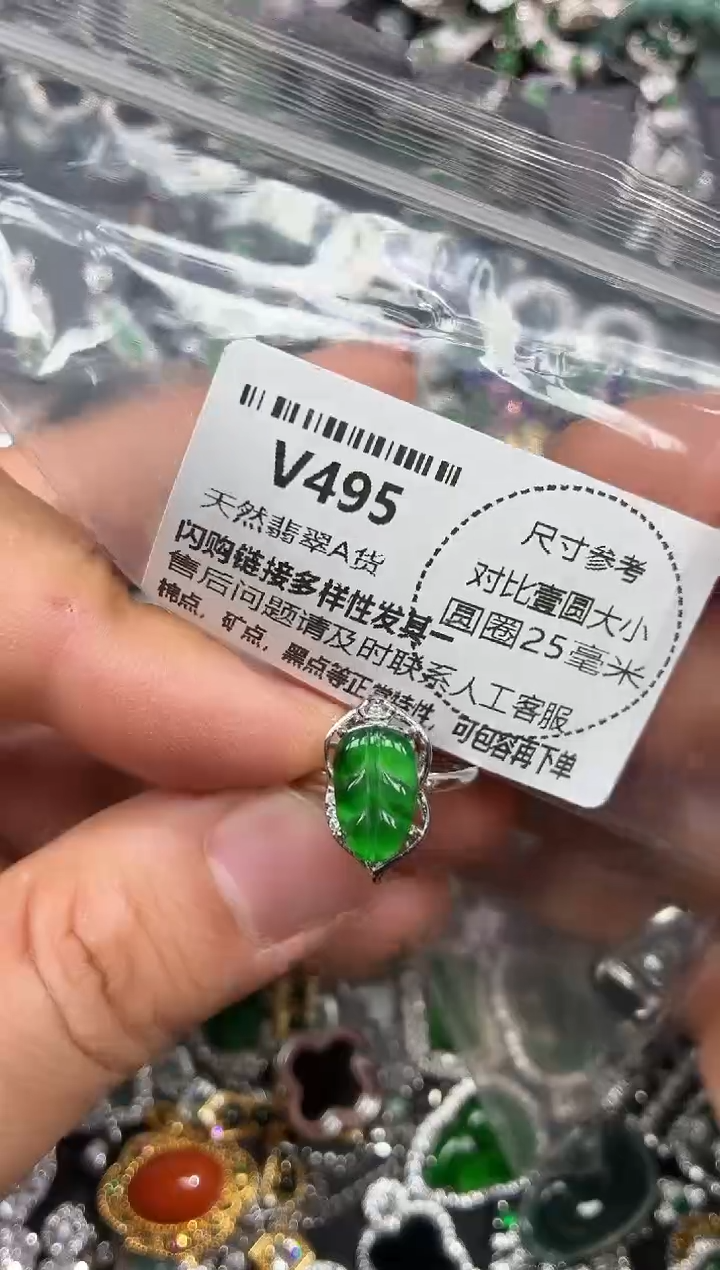 V495
天然翡翠A货
闪购链接多样性发其一
售后问题请及时联系人工客服
棉点，矿点，黑点等正常特性，可包容再下单
尺寸参考
对比壹圆大小
圆圈25毫米